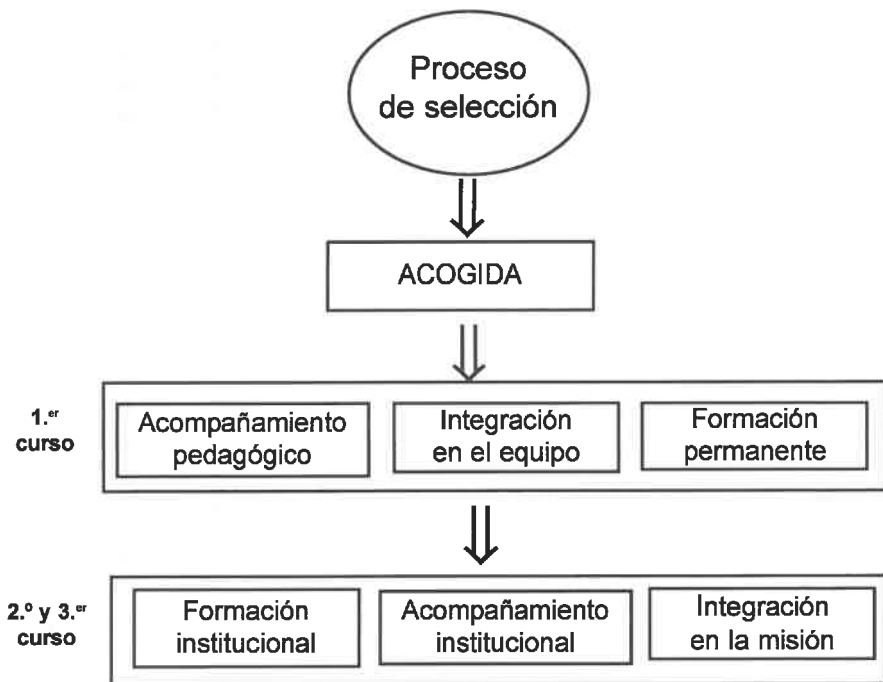 Proceso
de selección
ACOGIDA
1.er
curso
Acompañamiento
pedagógico
Integración
en el equipo
Formación
permanente
2.º y 3.er
curso
Formación
institucional
Acompañamiento
institucional
Integración
en la misión